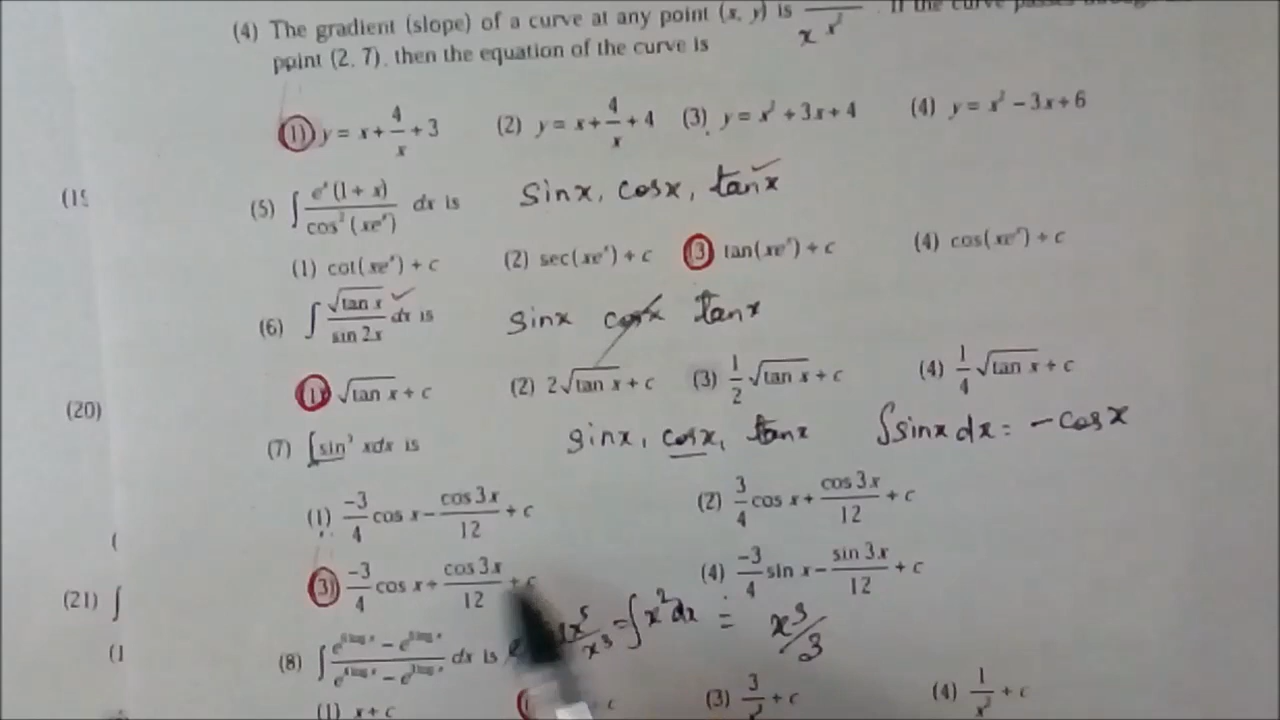 (4) The gradient (slope) of a curve at any point (x, y) is
x x²
point (2, 7), then the equation of the curve is
(1) y = x + 4/x + 3 (2) y = x + 4/x + 4 (3) y = x² + 3x + 4 (4) y = x² − 3x + 6
(5) ∫ eˣ(1 + x)/cos²(xeˣ) dx is sinx, cosx, tanx ✓
(1) cot(xeˣ) + c (2) sec(xeˣ) + c (3) tan(xeˣ) + c (4) cos(xeˣ) + c
(6) ∫ √tan x/sin 2x dx is ✓ sinx cosx tanx
(1) √tan x + c (2) 2√tan x + c (3) 1/2 √tan x + c (4) 1/4 √tan x + c
(7) ∫ sin³ xdx is sinx, cosx, tanx ∫sinx dx = −cosx
(1) −3/4 cos x − cos 3x/12 + c (2) 3/4 cos x + cos 3x/12 + c
(3) −3/4 cos x + cos 3x/12 + c (4) −3/4 sin x − sin 3x/12 + c
(8) ∫ dx is = ∫x² dx = x³/3
(1) x + c (3) + c (4) 1/x² + c
(20)
(21) ∫